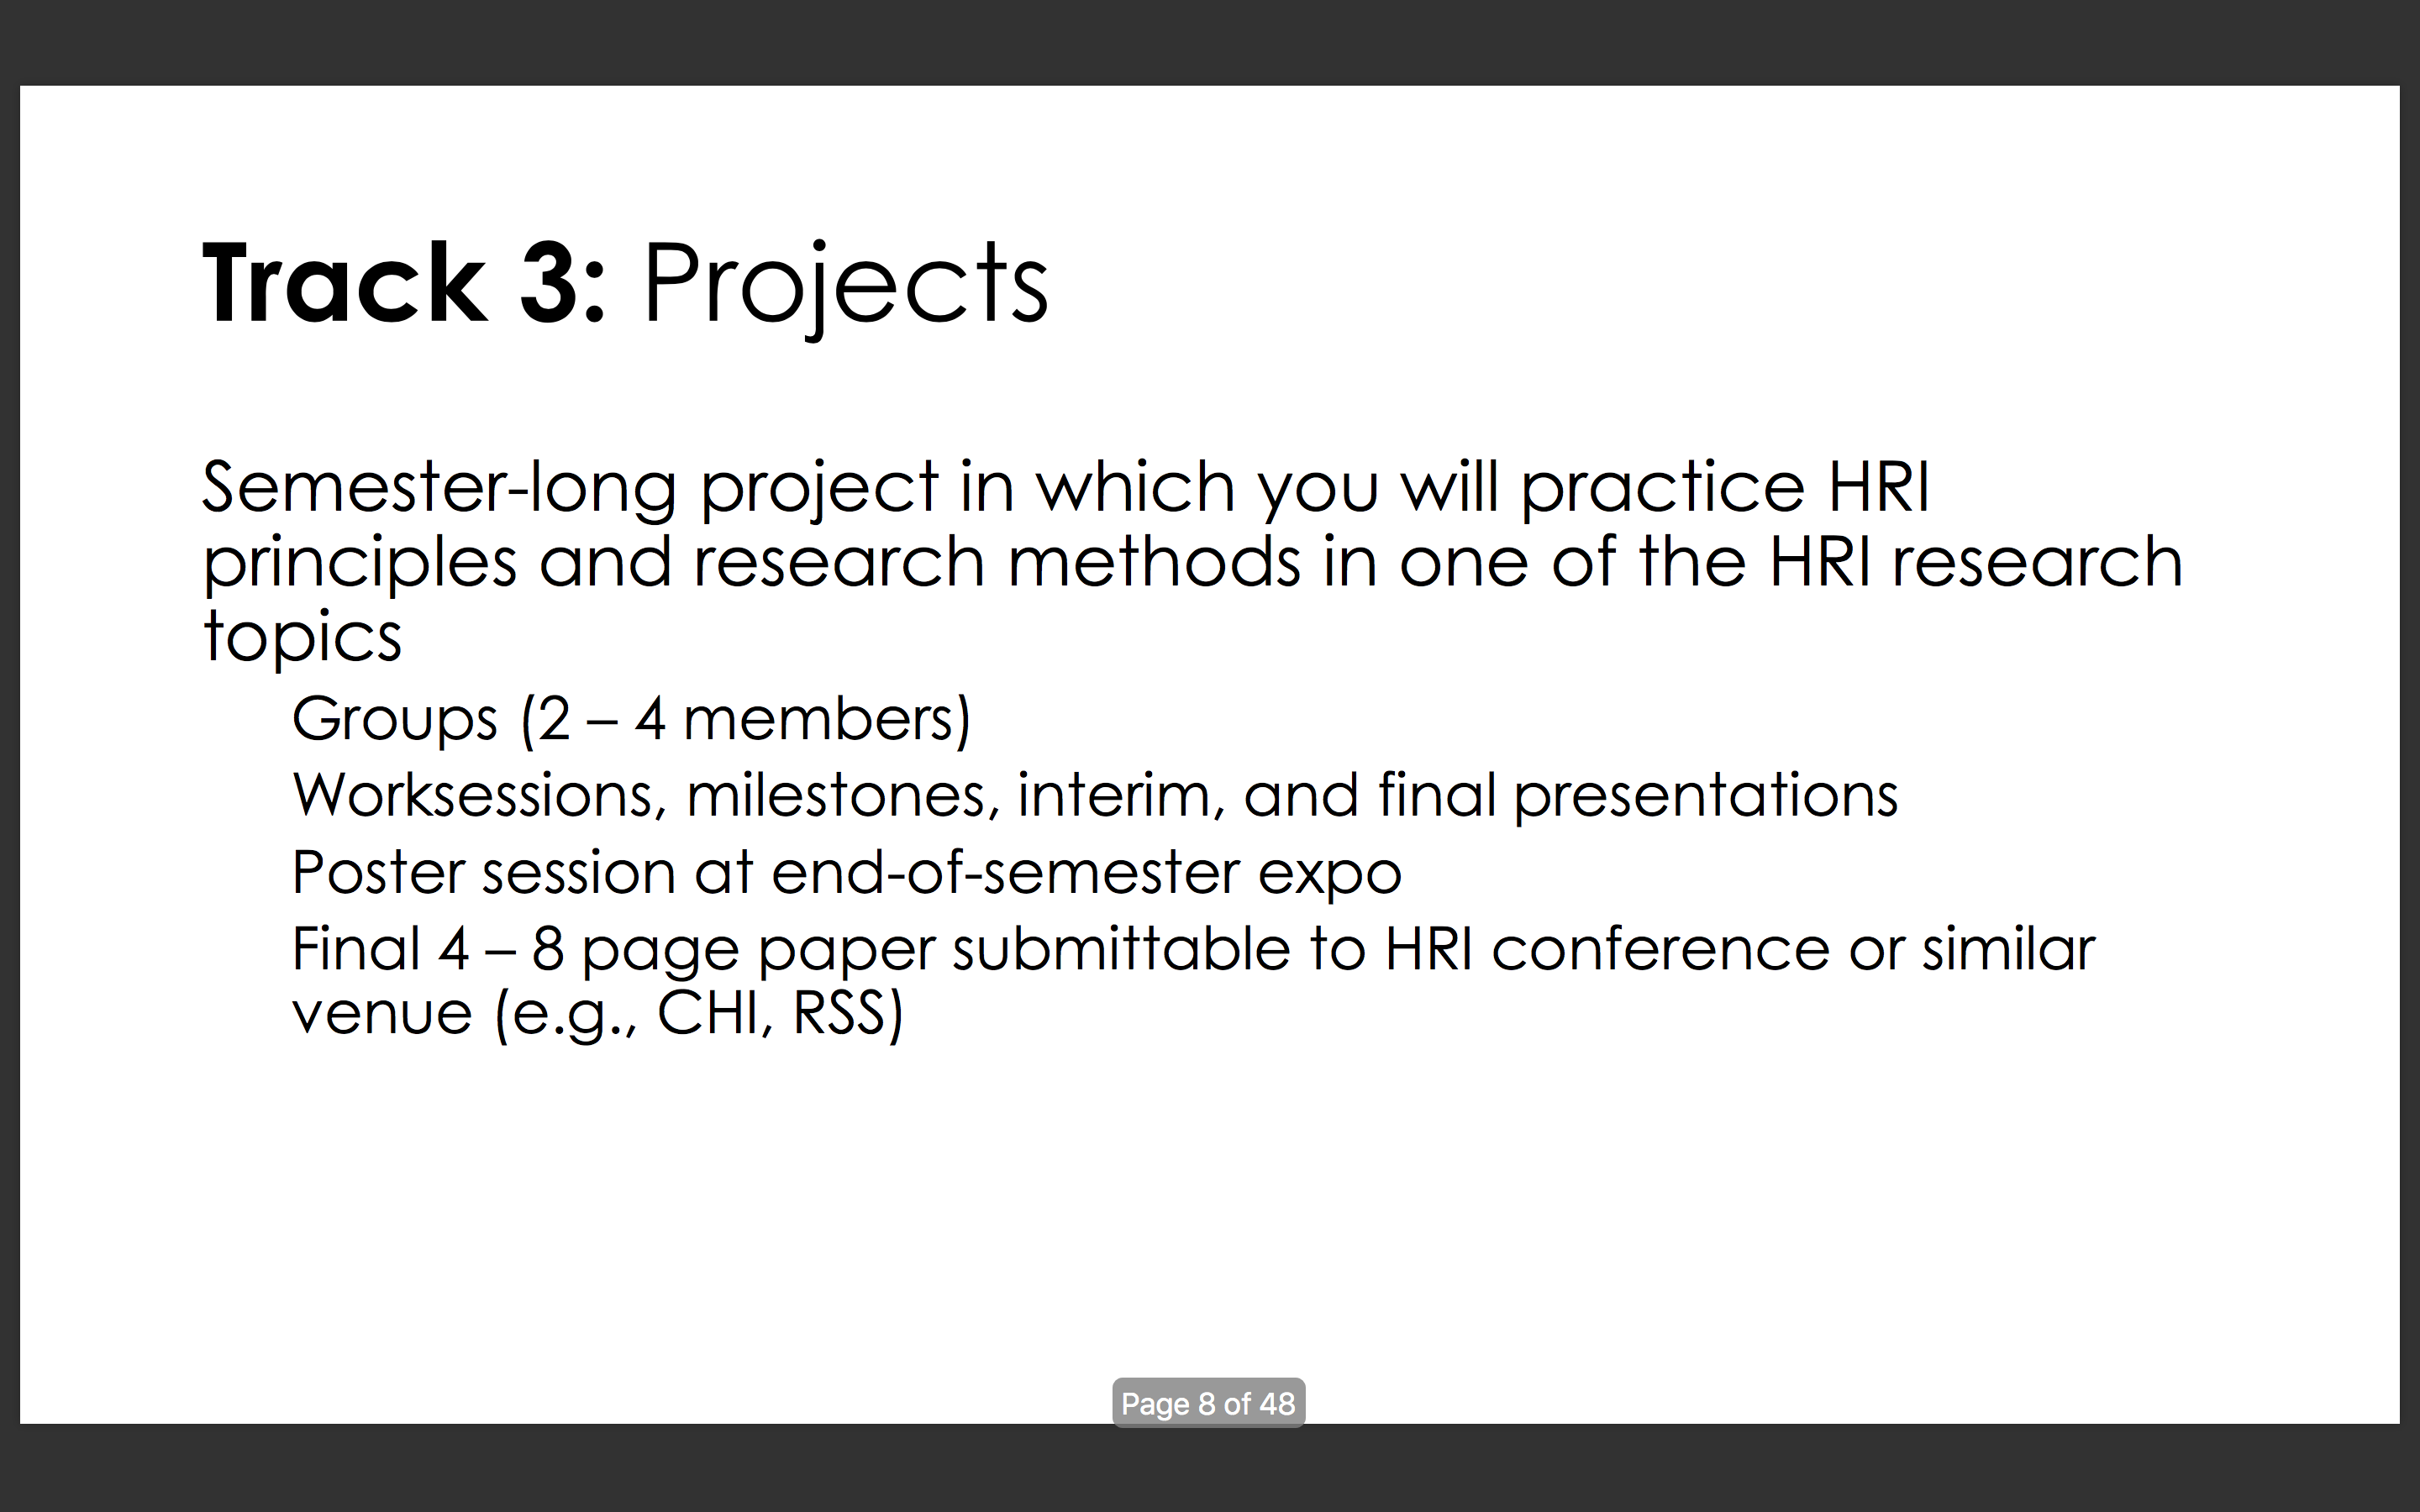 Track 3: Projects
Semester-long project in which you will practice HRI
principles and research methods in one of the HRI research
topics
Groups (2 – 4 members)
Worksessions, milestones, interim, and final presentations
Poster session at end-of-semester expo
Final 4 – 8 page paper submittable to HRI conference or similar
venue (e.g., CHI, RSS)
Page 8 of 48